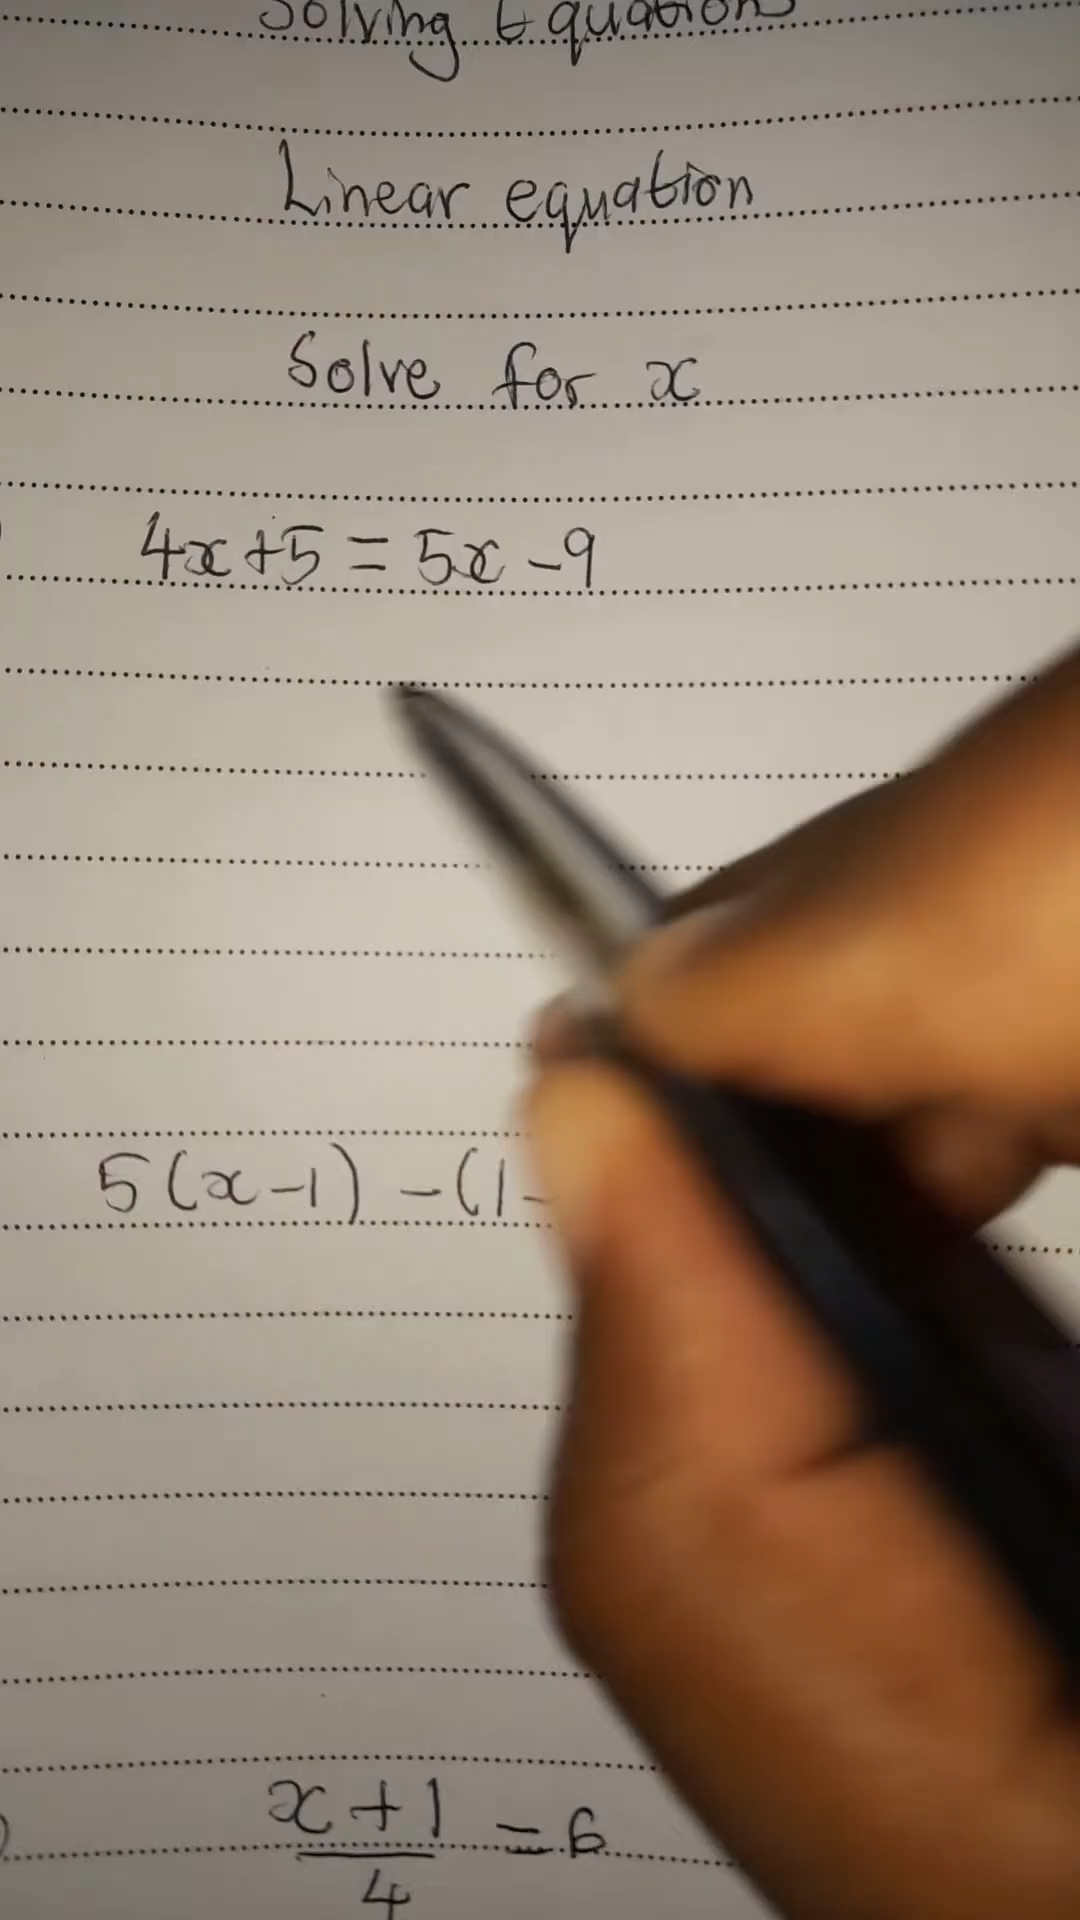 Solving Equations
Linear equation
Solve for x
4x+5 = 5x-9
5(x-1) -(1-
x+1
4
= 6